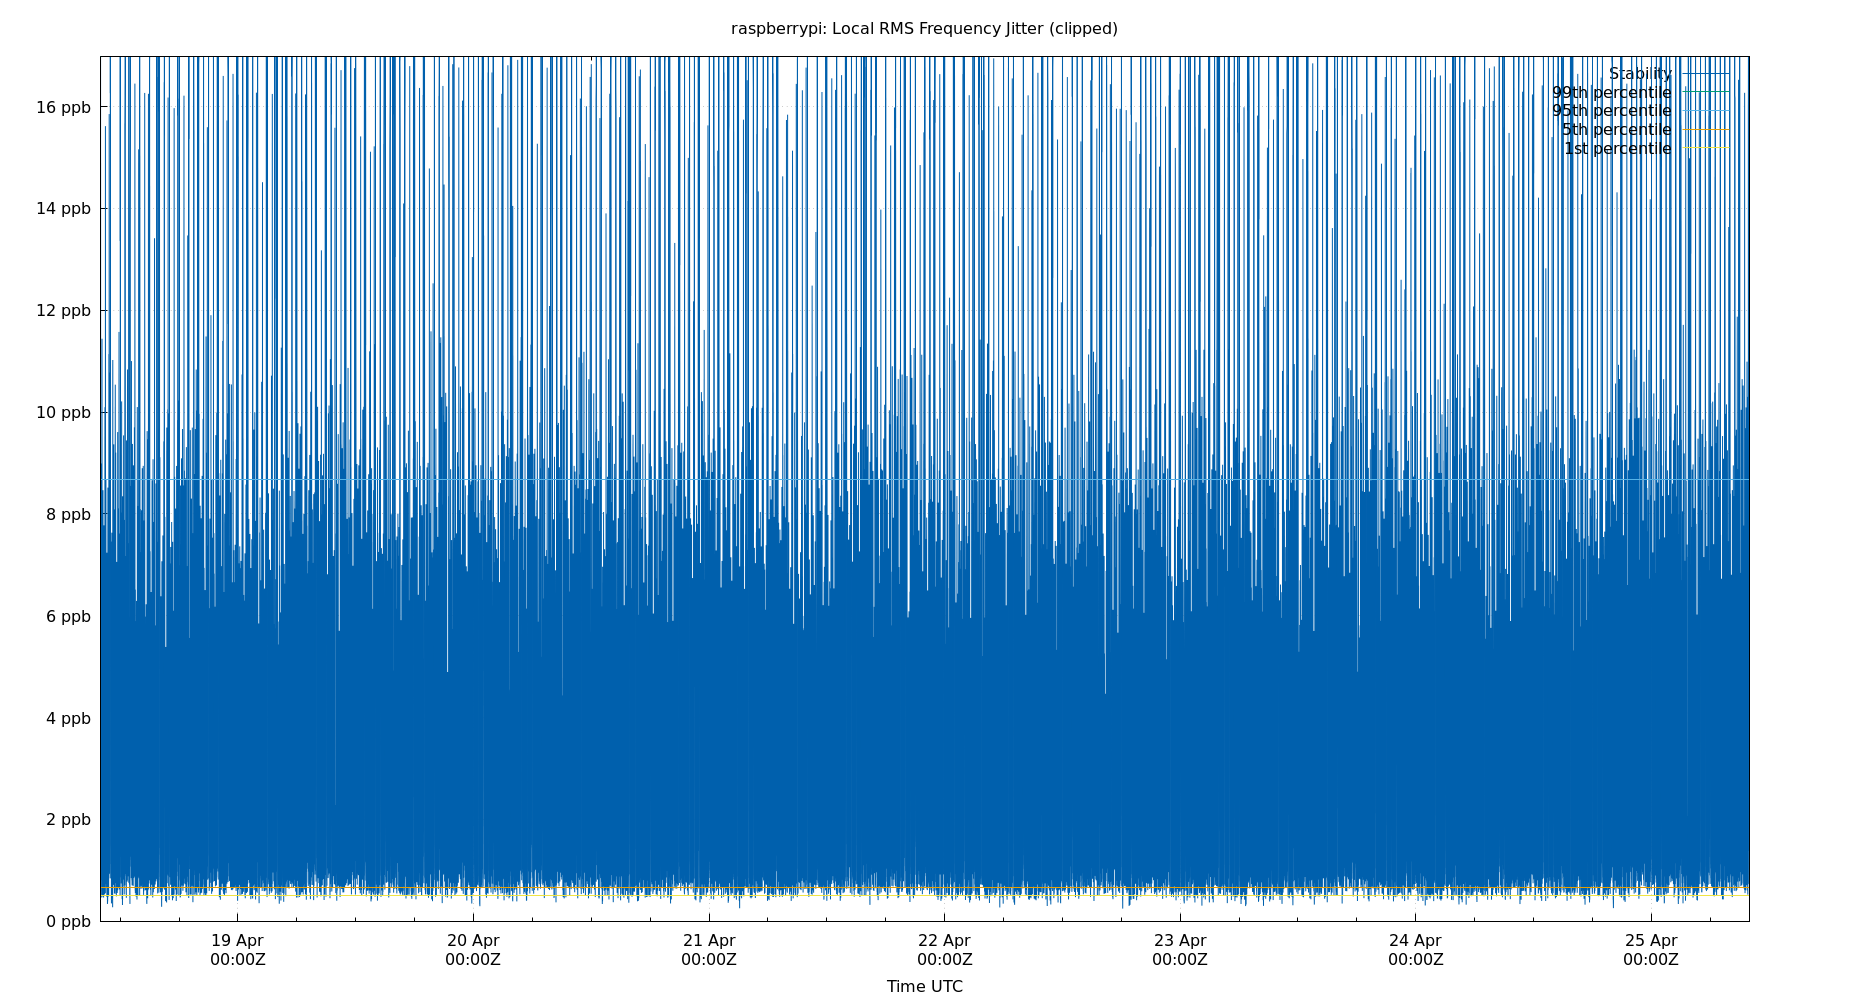 raspberrypi: Local RMS Frequency Jitter (clipped)
Stability
99th percentile
95th percentile
5th percentile
1st percentile
16 ppb
14 ppb
12 ppb
10 ppb
8 ppb
6 ppb
4 ppb
2 ppb
0 ppb
19 Apr 20 Apr 21 Apr 22 Apr 23 Apr 24 Apr 25 Apr
00:00Z 00:00Z 00:00Z 00:00Z 00:00Z 00:00Z 00:00Z
Time UTC